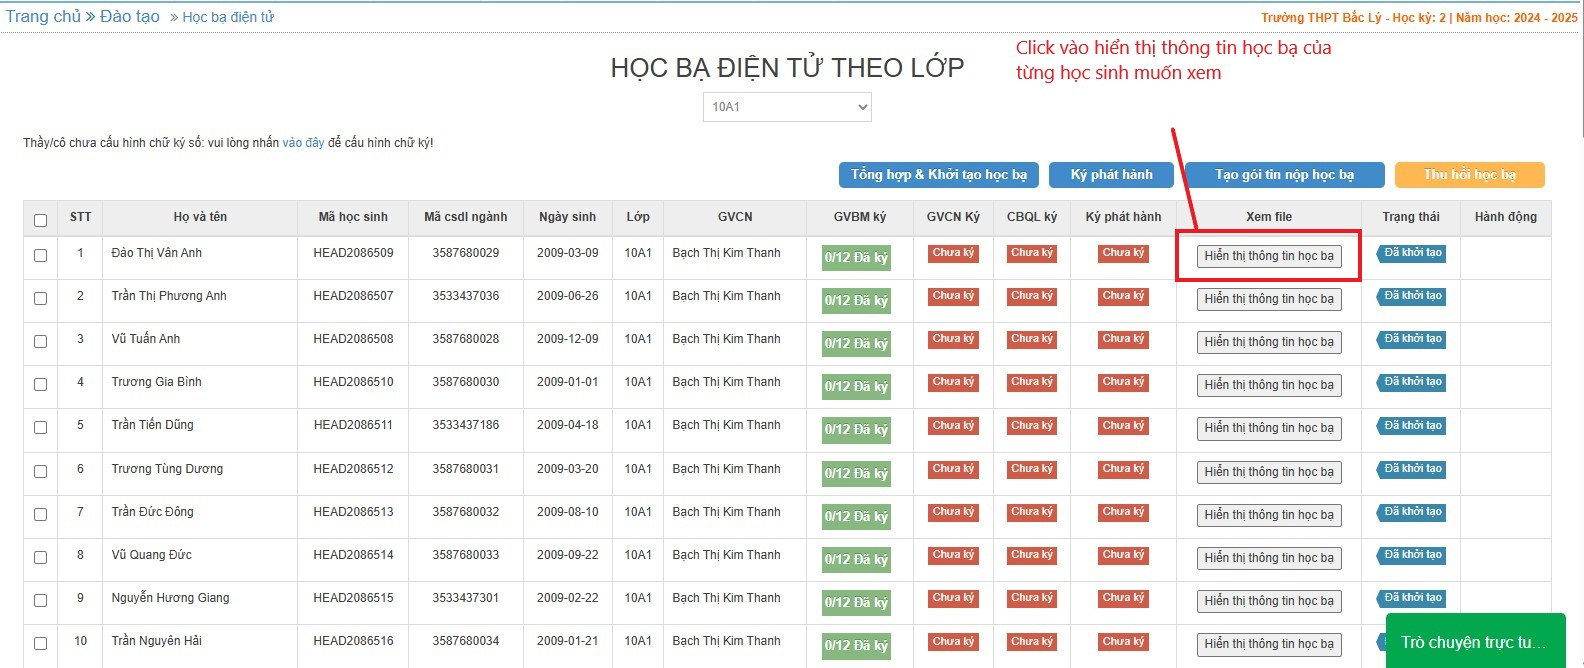 Trang chủ » Đào tạo » Học bạ điện tử
Trường THPT Bắc Lý - Học kỳ: 2 | Năm học: 2024 - 2025
Click vào hiển thị thông tin học bạ của
từng học sinh muốn xem
HỌC BẠ ĐIỆN TỬ THEO LỚP
10A1
Thầy/cô chưa cấu hình chữ ký số: vui lòng nhấn vào đây để cấu hình chữ ký!
Tổng hợp & Khởi tạo học bạ Ký phát hành Tạo gói tin nộp học bạ Thu hồi học bạ
STT Họ và tên Mã học sinh Mã csdl ngành Ngày sinh Lớp GVCN GVBM ký GVCN Ký CBQL ký Ký phát hành Xem file Trạng thái Hành động
1 Đào Thị Vân Anh HEAD2086509 3587680029 2009-03-09 10A1 Bạch Thị Kim Thanh 0/12 Đã ký Chưa ký Chưa ký Chưa ký Hiển thị thông tin học bạ Đã khởi tạo
2 Trần Thị Phương Anh HEAD2086507 3533437036 2009-06-26 10A1 Bạch Thị Kim Thanh 0/12 Đã ký Chưa ký Chưa ký Chưa ký Hiển thị thông tin học bạ Đã khởi tạo
3 Vũ Tuấn Anh HEAD2086508 3587680028 2009-12-09 10A1 Bạch Thị Kim Thanh 0/12 Đã ký Chưa ký Chưa ký Chưa ký Hiển thị thông tin học bạ Đã khởi tạo
4 Trương Gia Bình HEAD2086510 3587680030 2009-01-01 10A1 Bạch Thị Kim Thanh 0/12 Đã ký Chưa ký Chưa ký Chưa ký Hiển thị thông tin học bạ Đã khởi tạo
5 Trần Tiến Dũng HEAD2086511 3533437186 2009-04-18 10A1 Bạch Thị Kim Thanh 0/12 Đã ký Chưa ký Chưa ký Chưa ký Hiển thị thông tin học bạ Đã khởi tạo
6 Trương Tùng Dương HEAD2086512 3587680031 2009-03-20 10A1 Bạch Thị Kim Thanh 0/12 Đã ký Chưa ký Chưa ký Chưa ký Hiển thị thông tin học bạ Đã khởi tạo
7 Trần Đức Đông HEAD2086513 3587680032 2009-08-10 10A1 Bạch Thị Kim Thanh 0/12 Đã ký Chưa ký Chưa ký Chưa ký Hiển thị thông tin học bạ Đã khởi tạo
8 Vũ Quang Đức HEAD2086514 3587680033 2009-09-22 10A1 Bạch Thị Kim Thanh 0/12 Đã ký Chưa ký Chưa ký Chưa ký Hiển thị thông tin học bạ Đã khởi tạo
9 Nguyễn Hương Giang HEAD2086515 3533437301 2009-02-22 10A1 Bạch Thị Kim Thanh 0/12 Đã ký Chưa ký Chưa ký Chưa ký Hiển thị thông tin học bạ Đã khởi tạo
10 Trần Nguyên Hải HEAD2086516 3587680034 2009-01-21 10A1 Bạch Thị Kim Thanh 0/12 Đã ký Chưa ký Chưa ký Chưa ký Hiển thị thông tin học bạ
Trò chuyện trực tu...